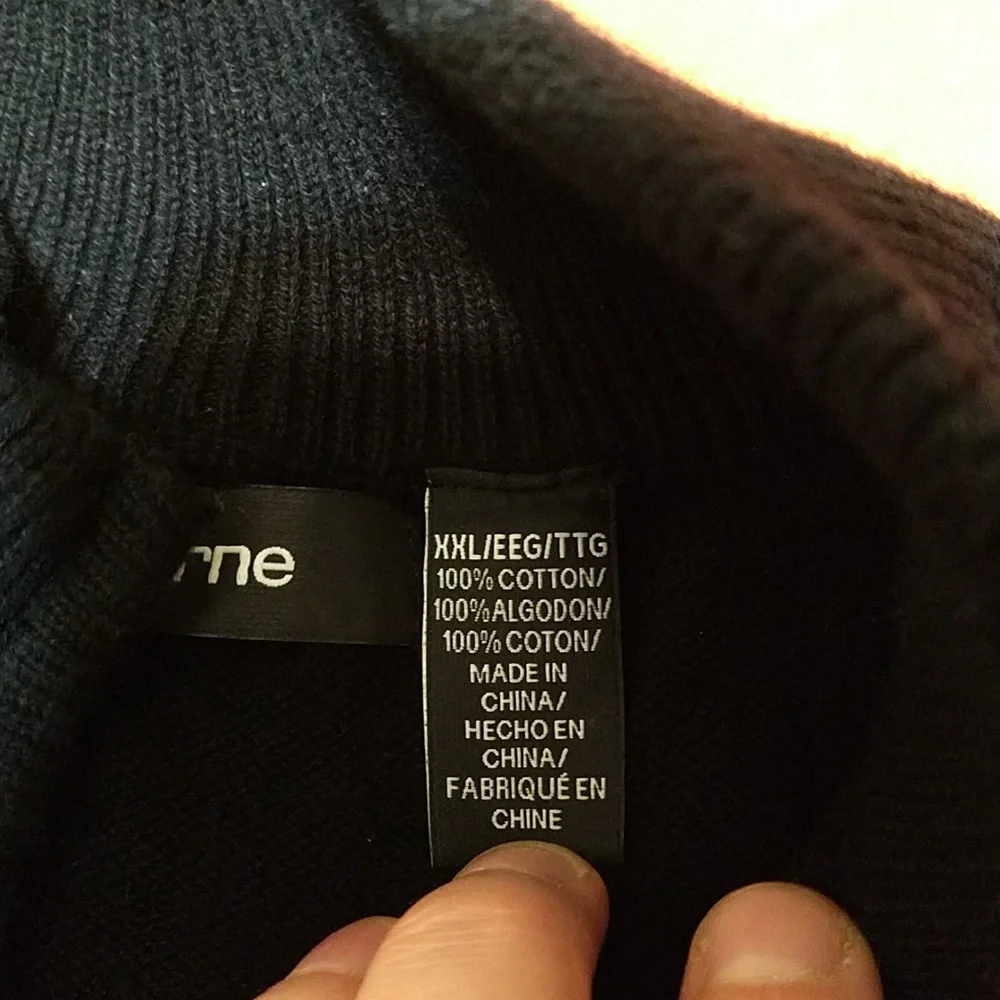 rne
XXL/EEG/TTG
100% COTTON/
100% ALGODON/
100% COTON/
MADE IN
CHINA/
HECHO EN
CHINA/
FABRIQUÉ EN
CHINE